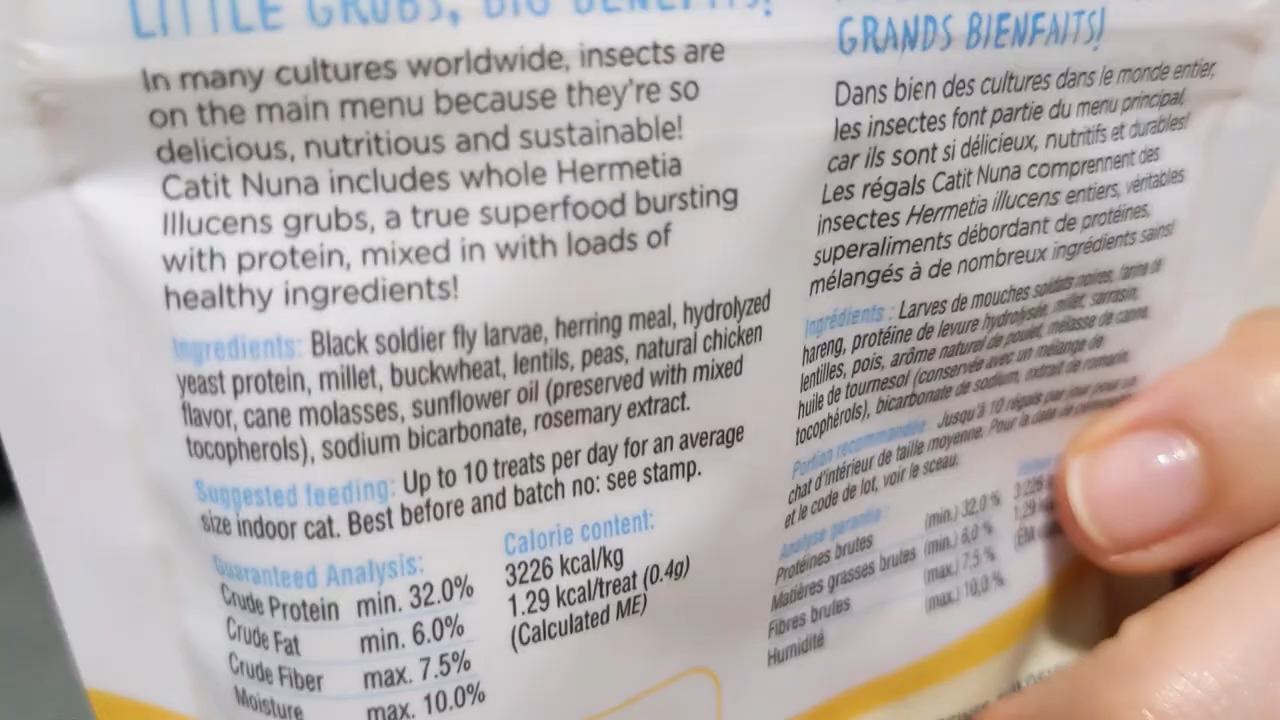 LITTLE GRUBS, BIG BENEFITS!
In many cultures worldwide, insects are
on the main menu because they're so
delicious, nutritious and sustainable!
Catit Nuna includes whole Hermetia
Illucens grubs, a true superfood bursting
with protein, mixed in with loads of
healthy ingredients!
Ingredients: Black soldier fly larvae, herring meal, hydrolyzed
yeast protein, millet, buckwheat, lentils, peas, natural chicken
flavor, cane molasses, sunflower oil (preserved with mixed
tocopherols), sodium bicarbonate, rosemary extract.
Suggested feeding: Up to 10 treats per day for an average
size indoor cat. Best before and batch no: see stamp.
Guaranteed Analysis:
Crude Protein min. 32.0%
Crude Fat min. 6.0%
Crude Fiber max. 7.5%
Moisture max. 10.0%
Calorie content:
3226 kcal/kg
1.29 kcal/treat (0.4g)
(Calculated ME)
GRANDS BIENFAITS!
Dans bien des cultures dans le monde entier,
les insectes font partie du menu principal,
car ils sont si délicieux, nutritifs et durables!
Les régals Catit Nuna comprennent des
insectes Hermetia illucens entiers, véritables
superaliments débordant de protéines,
mélangés à de nombreux ingrédients sains!
Ingrédients : Larves de mouches soldats noires, farine de
hareng, protéine de levure hydrolysée, millet, sarrasin,
lentilles, pois, arôme naturel de poulet, mélasse de canne,
huile de tournesol (conservée avec un mélange de
tocophérols), bicarbonate de sodium, extrait de romarin.
Portion recommandée Jusqu'à 10 régals par jour pour un
chat d'intérieur de taille moyenne. Pour la date de
et le code de lot, voir le sceau.
Analyse garantie :
Protéines brutes (min.) 32,0 %
Matières grasses brutes (min.) 6,0 %
Fibres brutes (max.) 7,5 %
Humidité (max.) 10,0 %
3 226
1,29
(EM